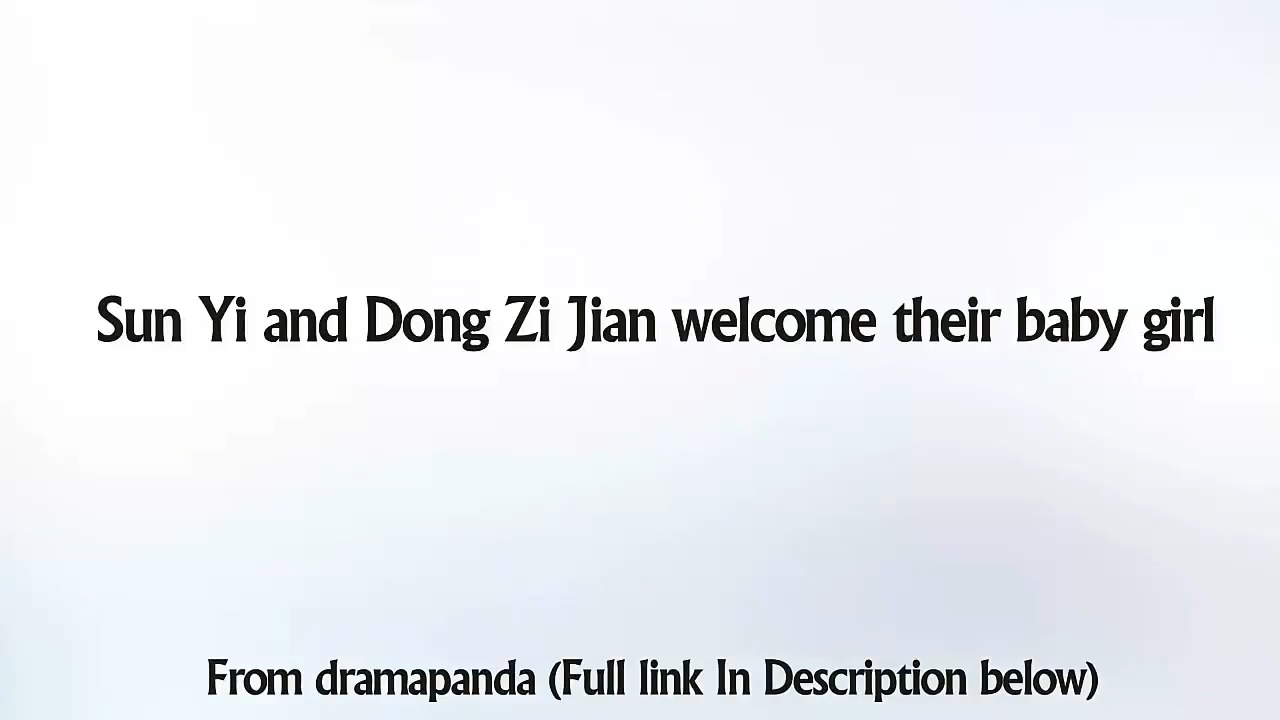 Sun Yi and Dong Zi Jian welcome their baby girl
From dramapanda (Full link In Description below)